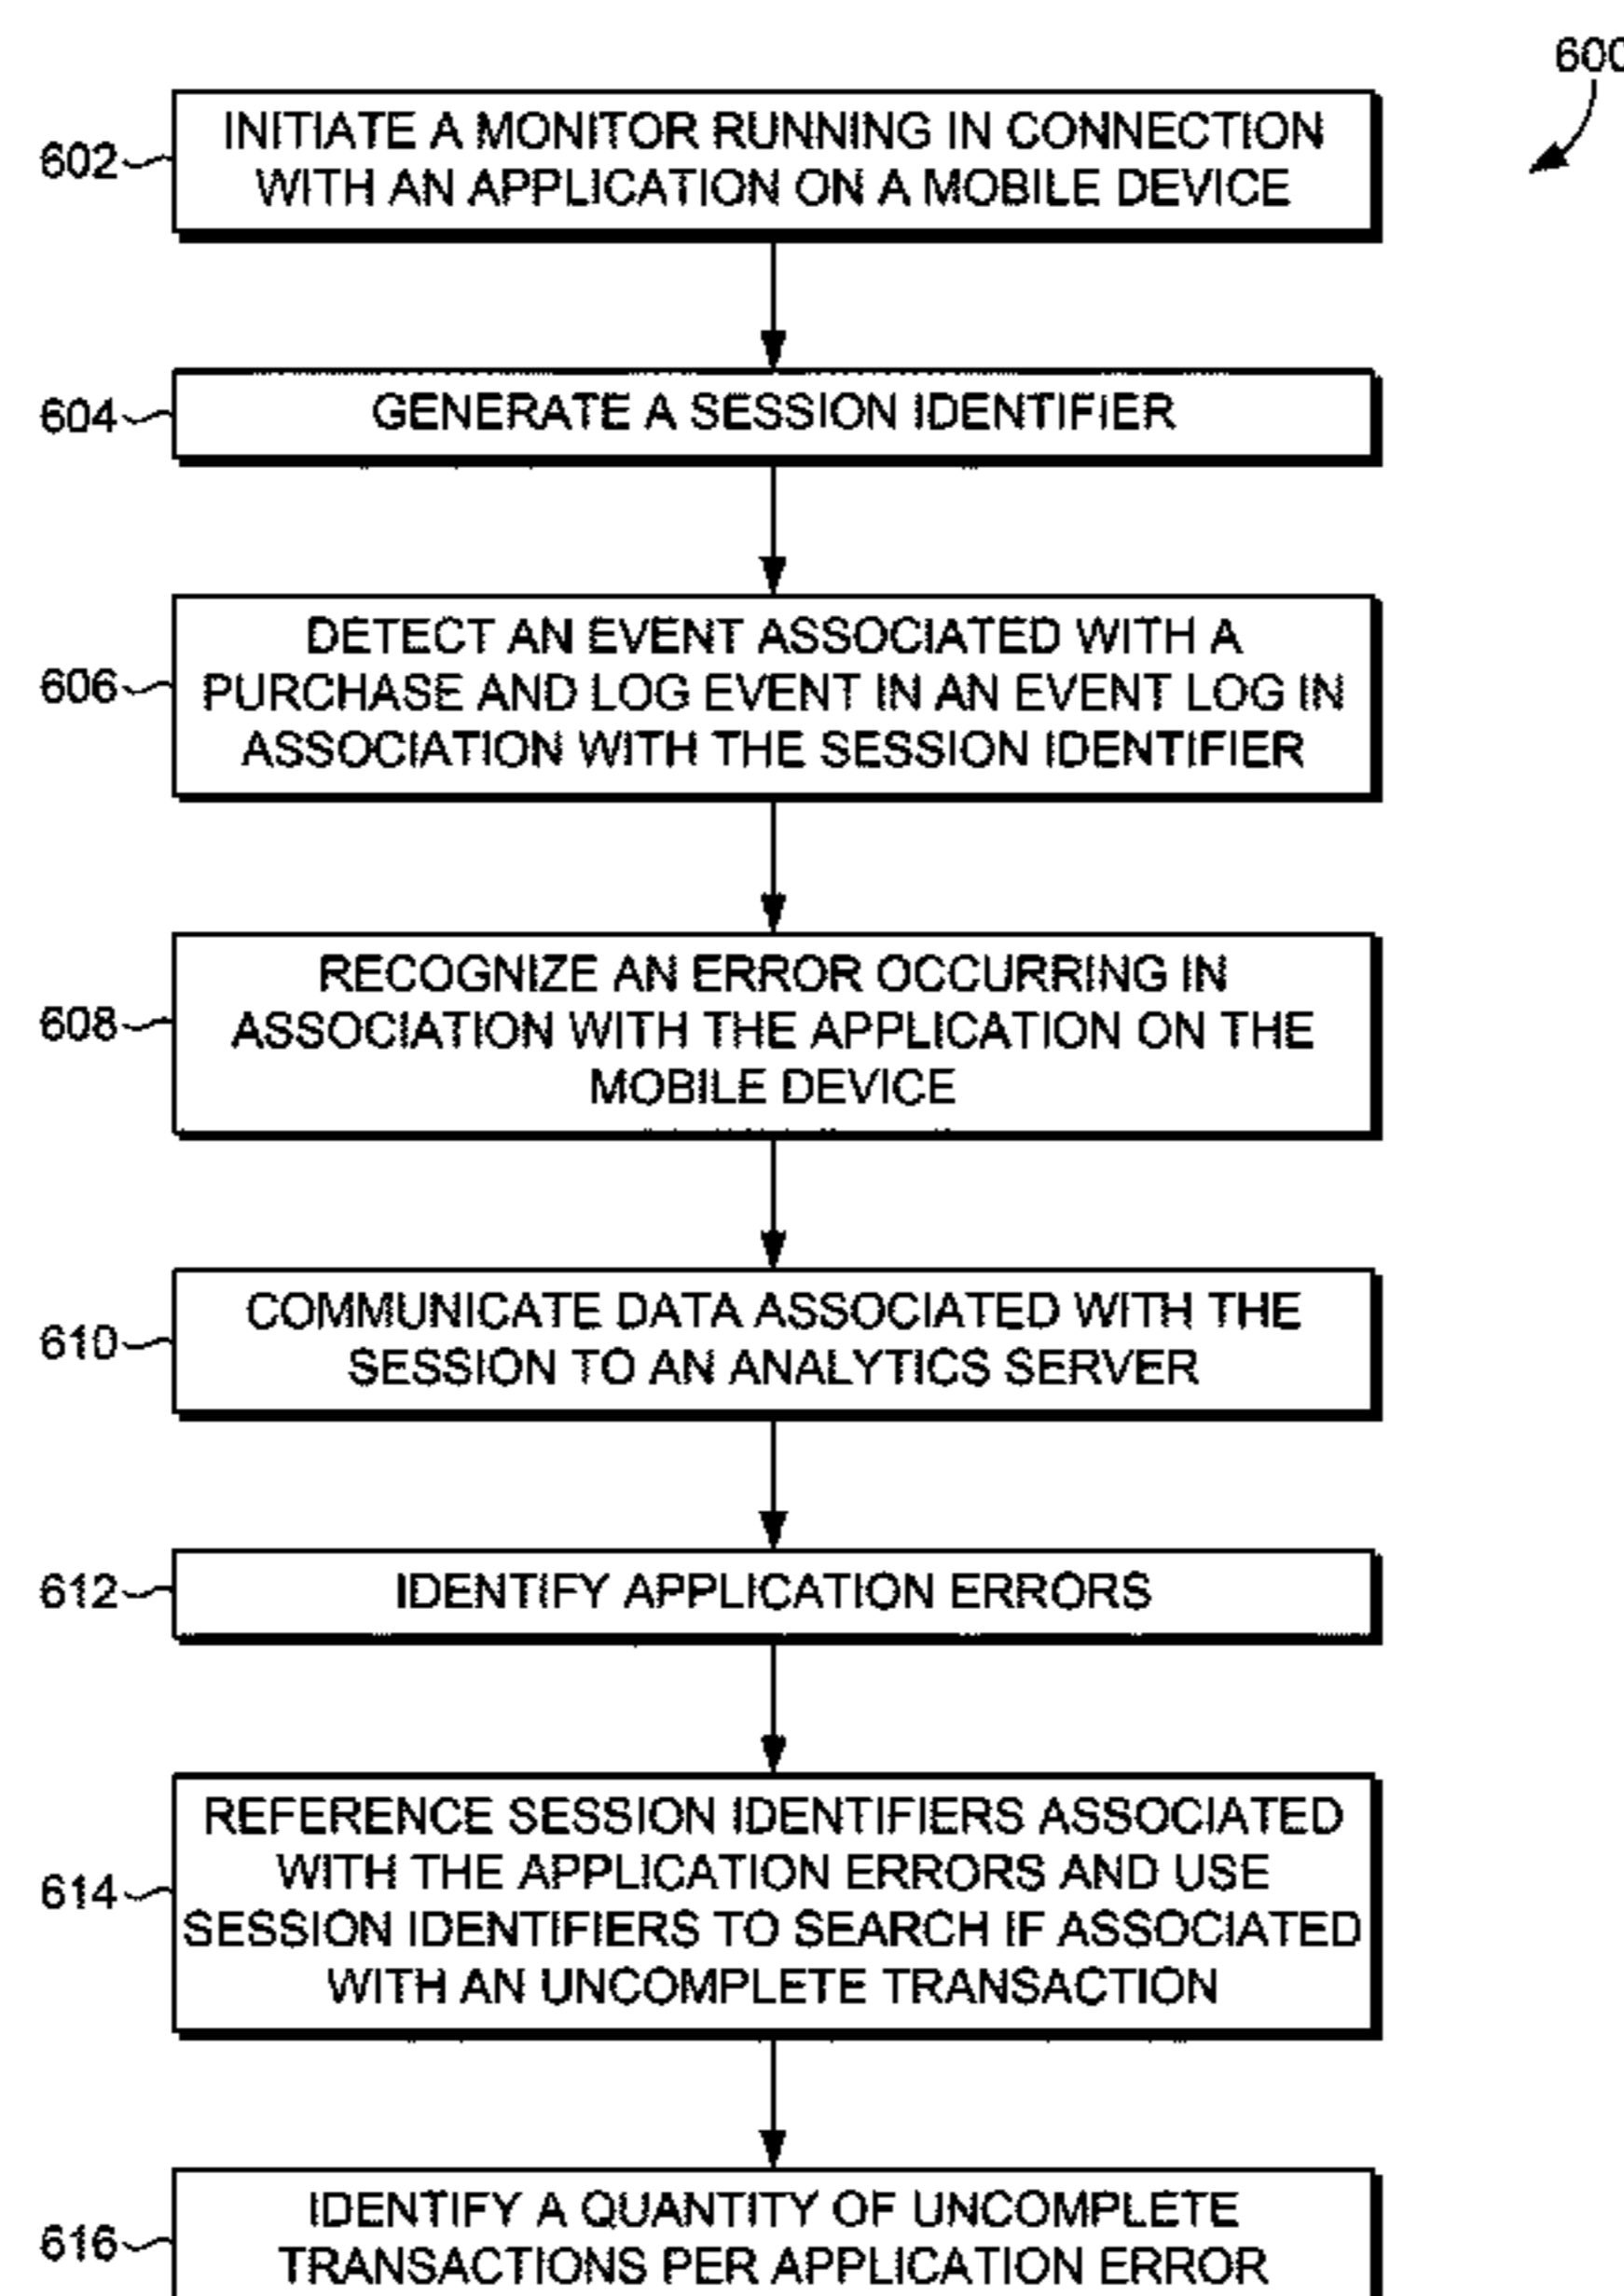 600
602
INITIATE A MONITOR RUNNING IN CONNECTION
WITH AN APPLICATION ON A MOBILE DEVICE
604
GENERATE A SESSION IDENTIFIER
606
DETECT AN EVENT ASSOCIATED WITH A
PURCHASE AND LOG EVENT IN AN EVENT LOG IN
ASSOCIATION WITH THE SESSION IDENTIFIER
608
RECOGNIZE AN ERROR OCCURRING IN
ASSOCIATION WITH THE APPLICATION ON THE
MOBILE DEVICE
610
COMMUNICATE DATA ASSOCIATED WITH THE
SESSION TO AN ANALYTICS SERVER
612
IDENTIFY APPLICATION ERRORS
614
REFERENCE SESSION IDENTIFIERS ASSOCIATED
WITH THE APPLICATION ERRORS AND USE
SESSION IDENTIFIERS TO SEARCH IF ASSOCIATED
WITH AN UNCOMPLETE TRANSACTION
616
IDENTIFY A QUANTITY OF UNCOMPLETE
TRANSACTIONS PER APPLICATION ERROR